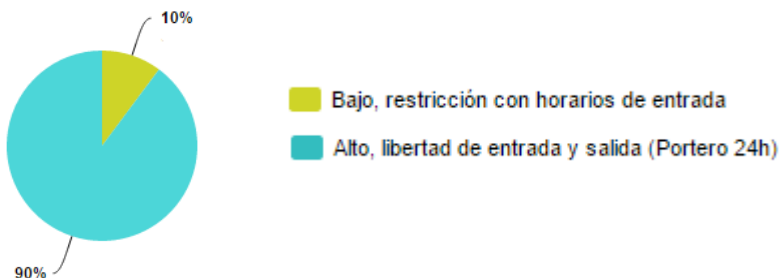 10%
Bajo, restricción con horarios de entrada
Alto, libertad de entrada y salida (Portero 24h)
90%